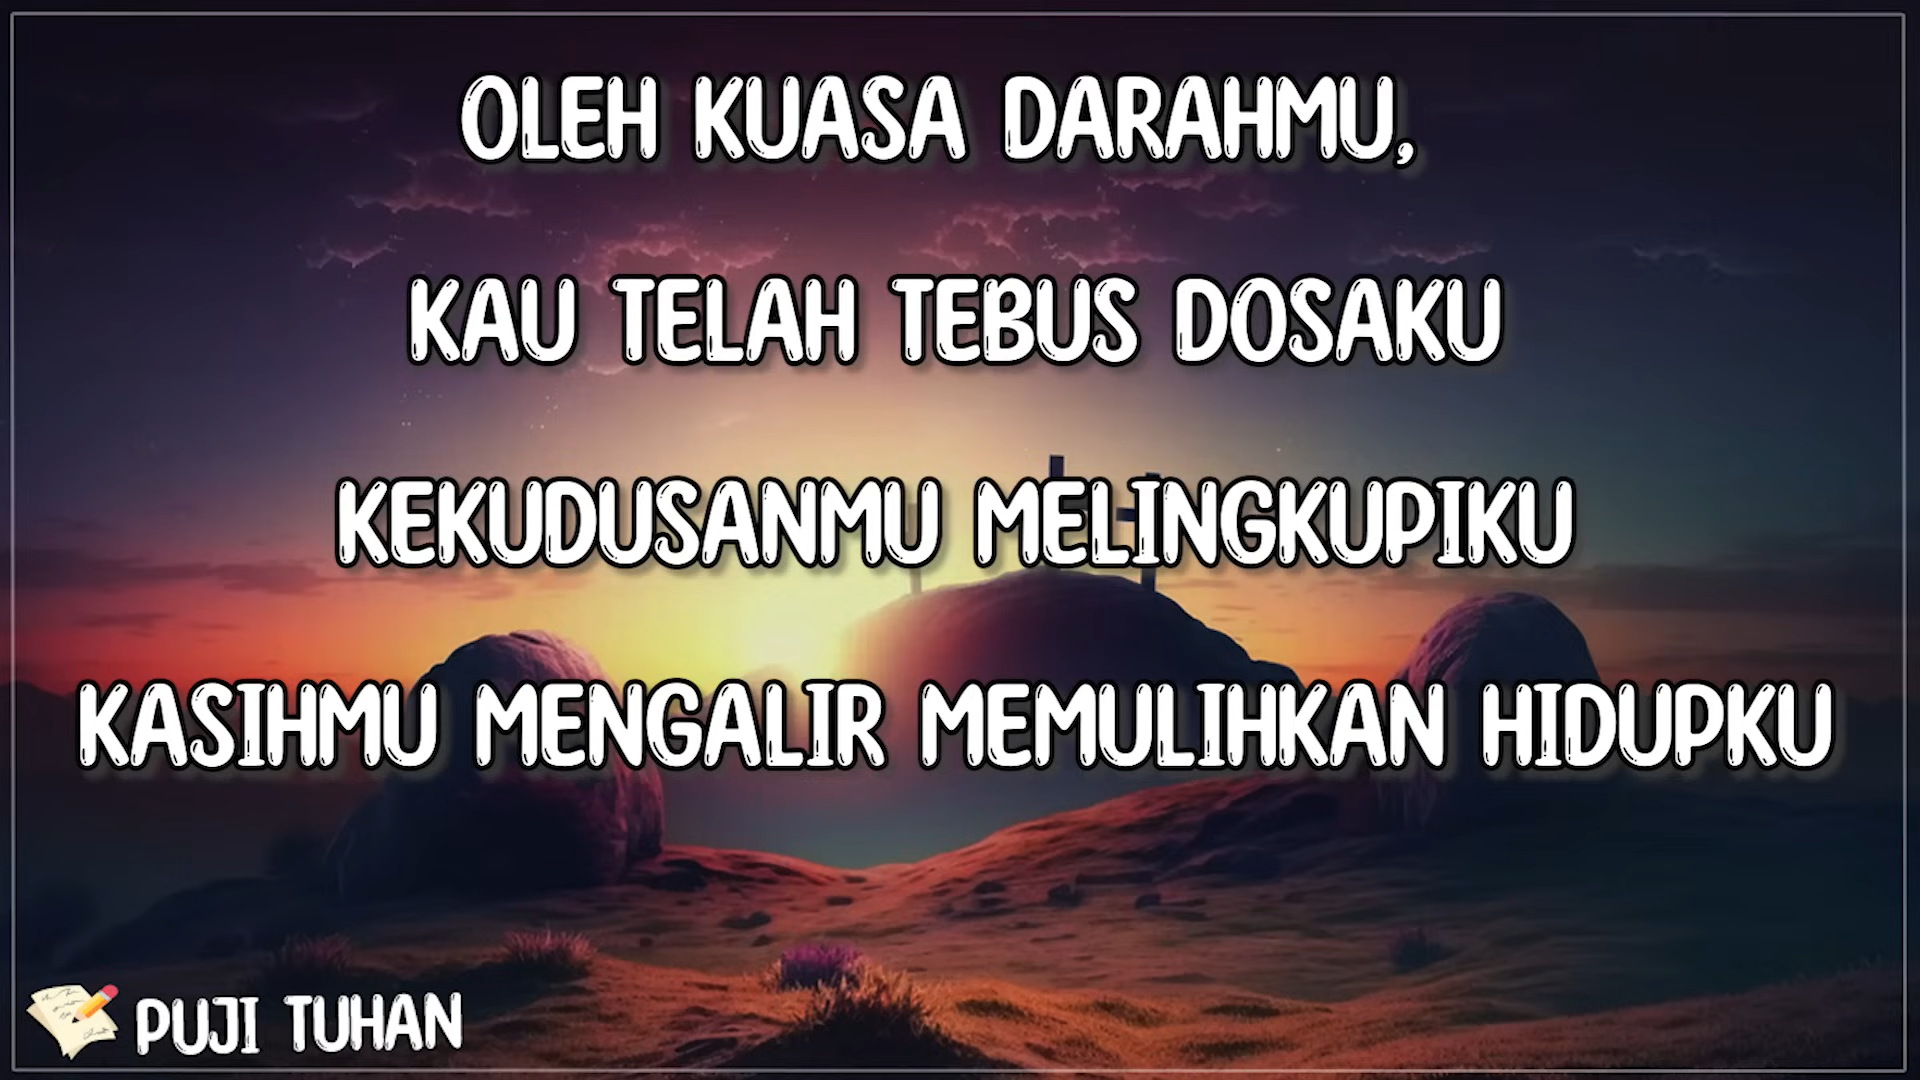 OLEH KUASA DARAHMU,
KAU TELAH TEBUS DOSAKU
KEKUDUSANMU MELINGKUPIKU
KASIHMU MENGALIR MEMULIHKAN HIDUPKU
PUJI TUHAN